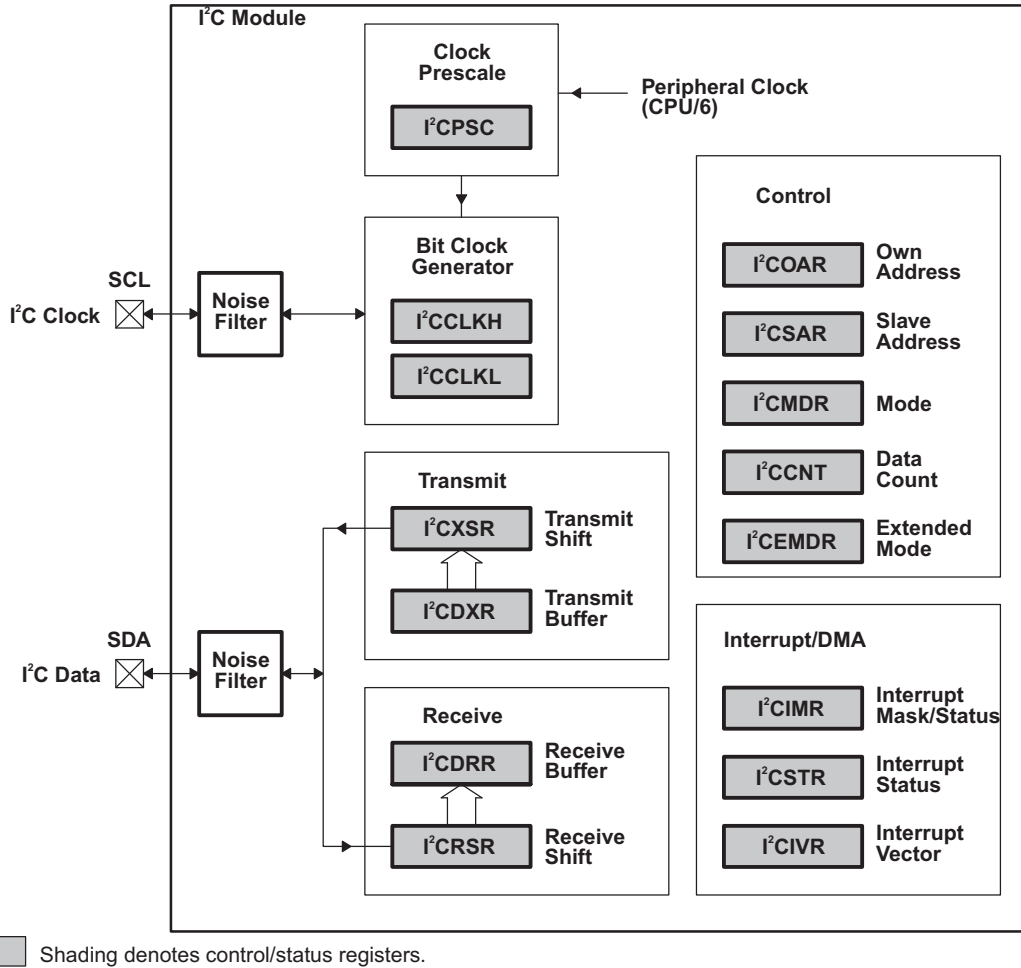 I²C Module
Clock
Prescale
I²CPSC
Peripheral Clock
(CPU/6)
Bit Clock
Generator
I²CCLKH
I²CCLKL
SCL
I²C Clock
Noise
Filter
Control
I²COAR
Own
Address
I²CSAR
Slave
Address
I²CMDR
Mode
I²CCNT
Data
Count
I²CEMDR
Extended
Mode
Transmit
I²CXSR
Transmit
Shift
I²CDXR
Transmit
Buffer
SDA
I²C Data
Noise
Filter
Receive
I²CDRR
Receive
Buffer
I²CRSR
Receive
Shift
Interrupt/DMA
I²CIMR
Interrupt
Mask/Status
I²CSTR
Interrupt
Status
I²CIVR
Interrupt
Vector
Shading denotes control/status registers.